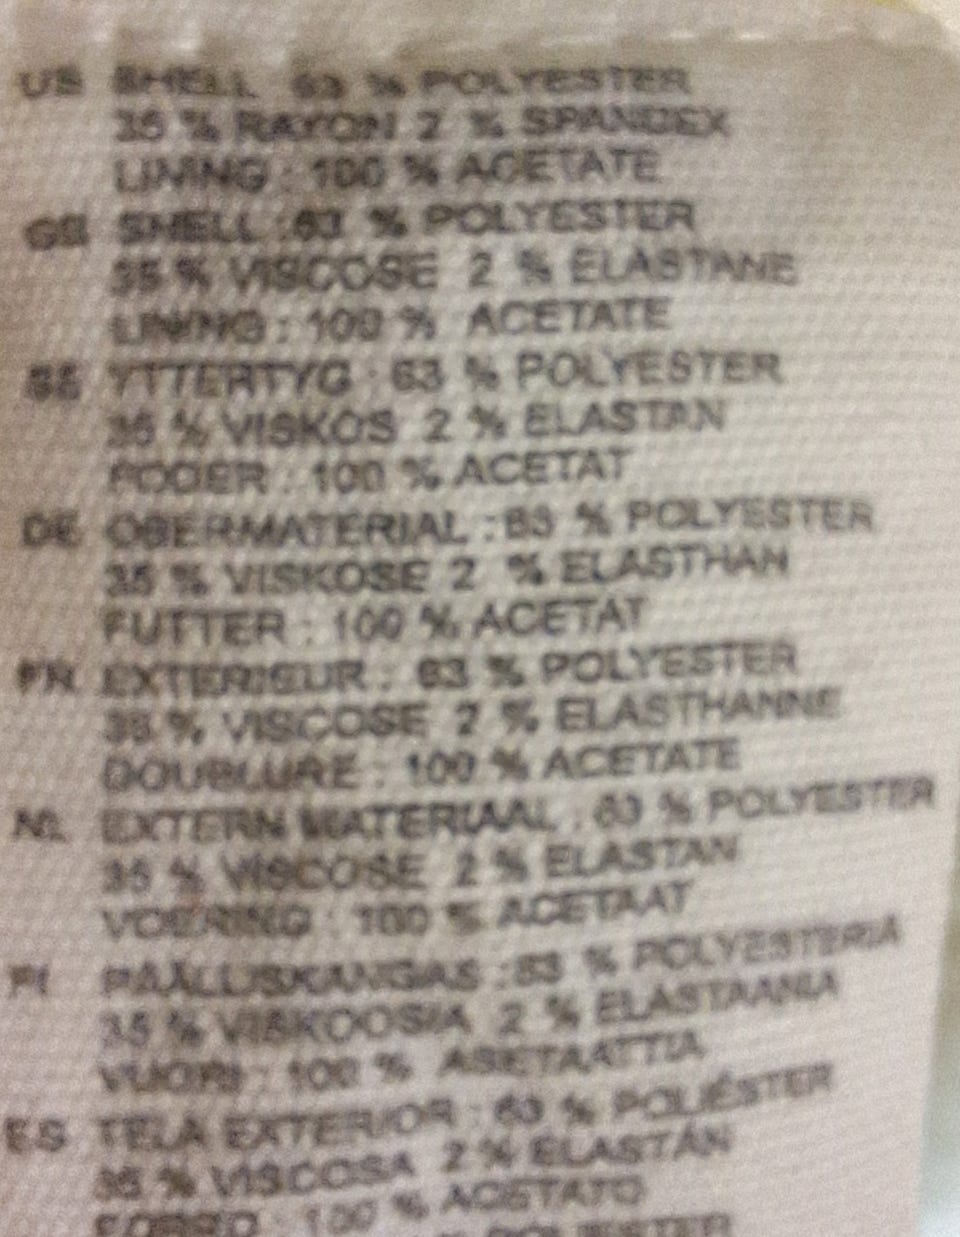 US SHELL : 63 % POLYESTER
35 % RAYON 2 % SPANDEX
LINING : 100 % ACETATE
GB SHELL : 63 % POLYESTER
35 % VISCOSE 2 % ELASTANE
LINING : 100 % ACETATE
SE YTTERTYG : 63 % POLYESTER
35 % VISKOS 2 % ELASTAN
FODER : 100 % ACETAT
DE OBERMATERIAL : 63 % POLYESTER
35 % VISKOSE 2 % ELASTHAN
FUTTER : 100 % ACETAT
FR EXTERIEUR : 63 % POLYESTER
35 % VISCOSE 2 % ELASTHANNE
DOUBLURE : 100 % ACETATE
NL EXTERN MATERIAAL : 63 % POLYESTER
35 % VISCOSE 2 % ELASTAN
VOERING : 100 % ACETAAT
FI PÄÄLLUSKANGAS : 63 % POLYESTERIÄ
35 % VISKOOSIA 2 % ELASTAANIA
VUORI : 100 % ASETAATTIA
ES TELA EXTERIOR : 63 % POLIÉSTER
35 % VISCOSA 2 % ELASTÁN
FORRO : 100 % ACETATO